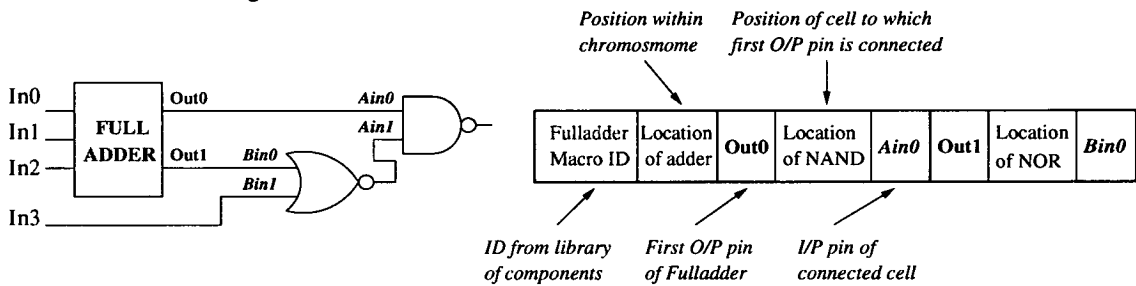 In0
In1
In2
In3
FULL
ADDER
Out0
Out1
Ain0
Ain1
Bin0
Bin1
Position within
chromosmome
Position of cell to which
first O/P pin is connected
Fulladder
Macro ID
Location
of adder
Out0
Location
of NAND
Ain0
Out1
Location
of NOR
Bin0
ID from library
of components
First O/P pin
of Fulladder
I/P pin of
connected cell